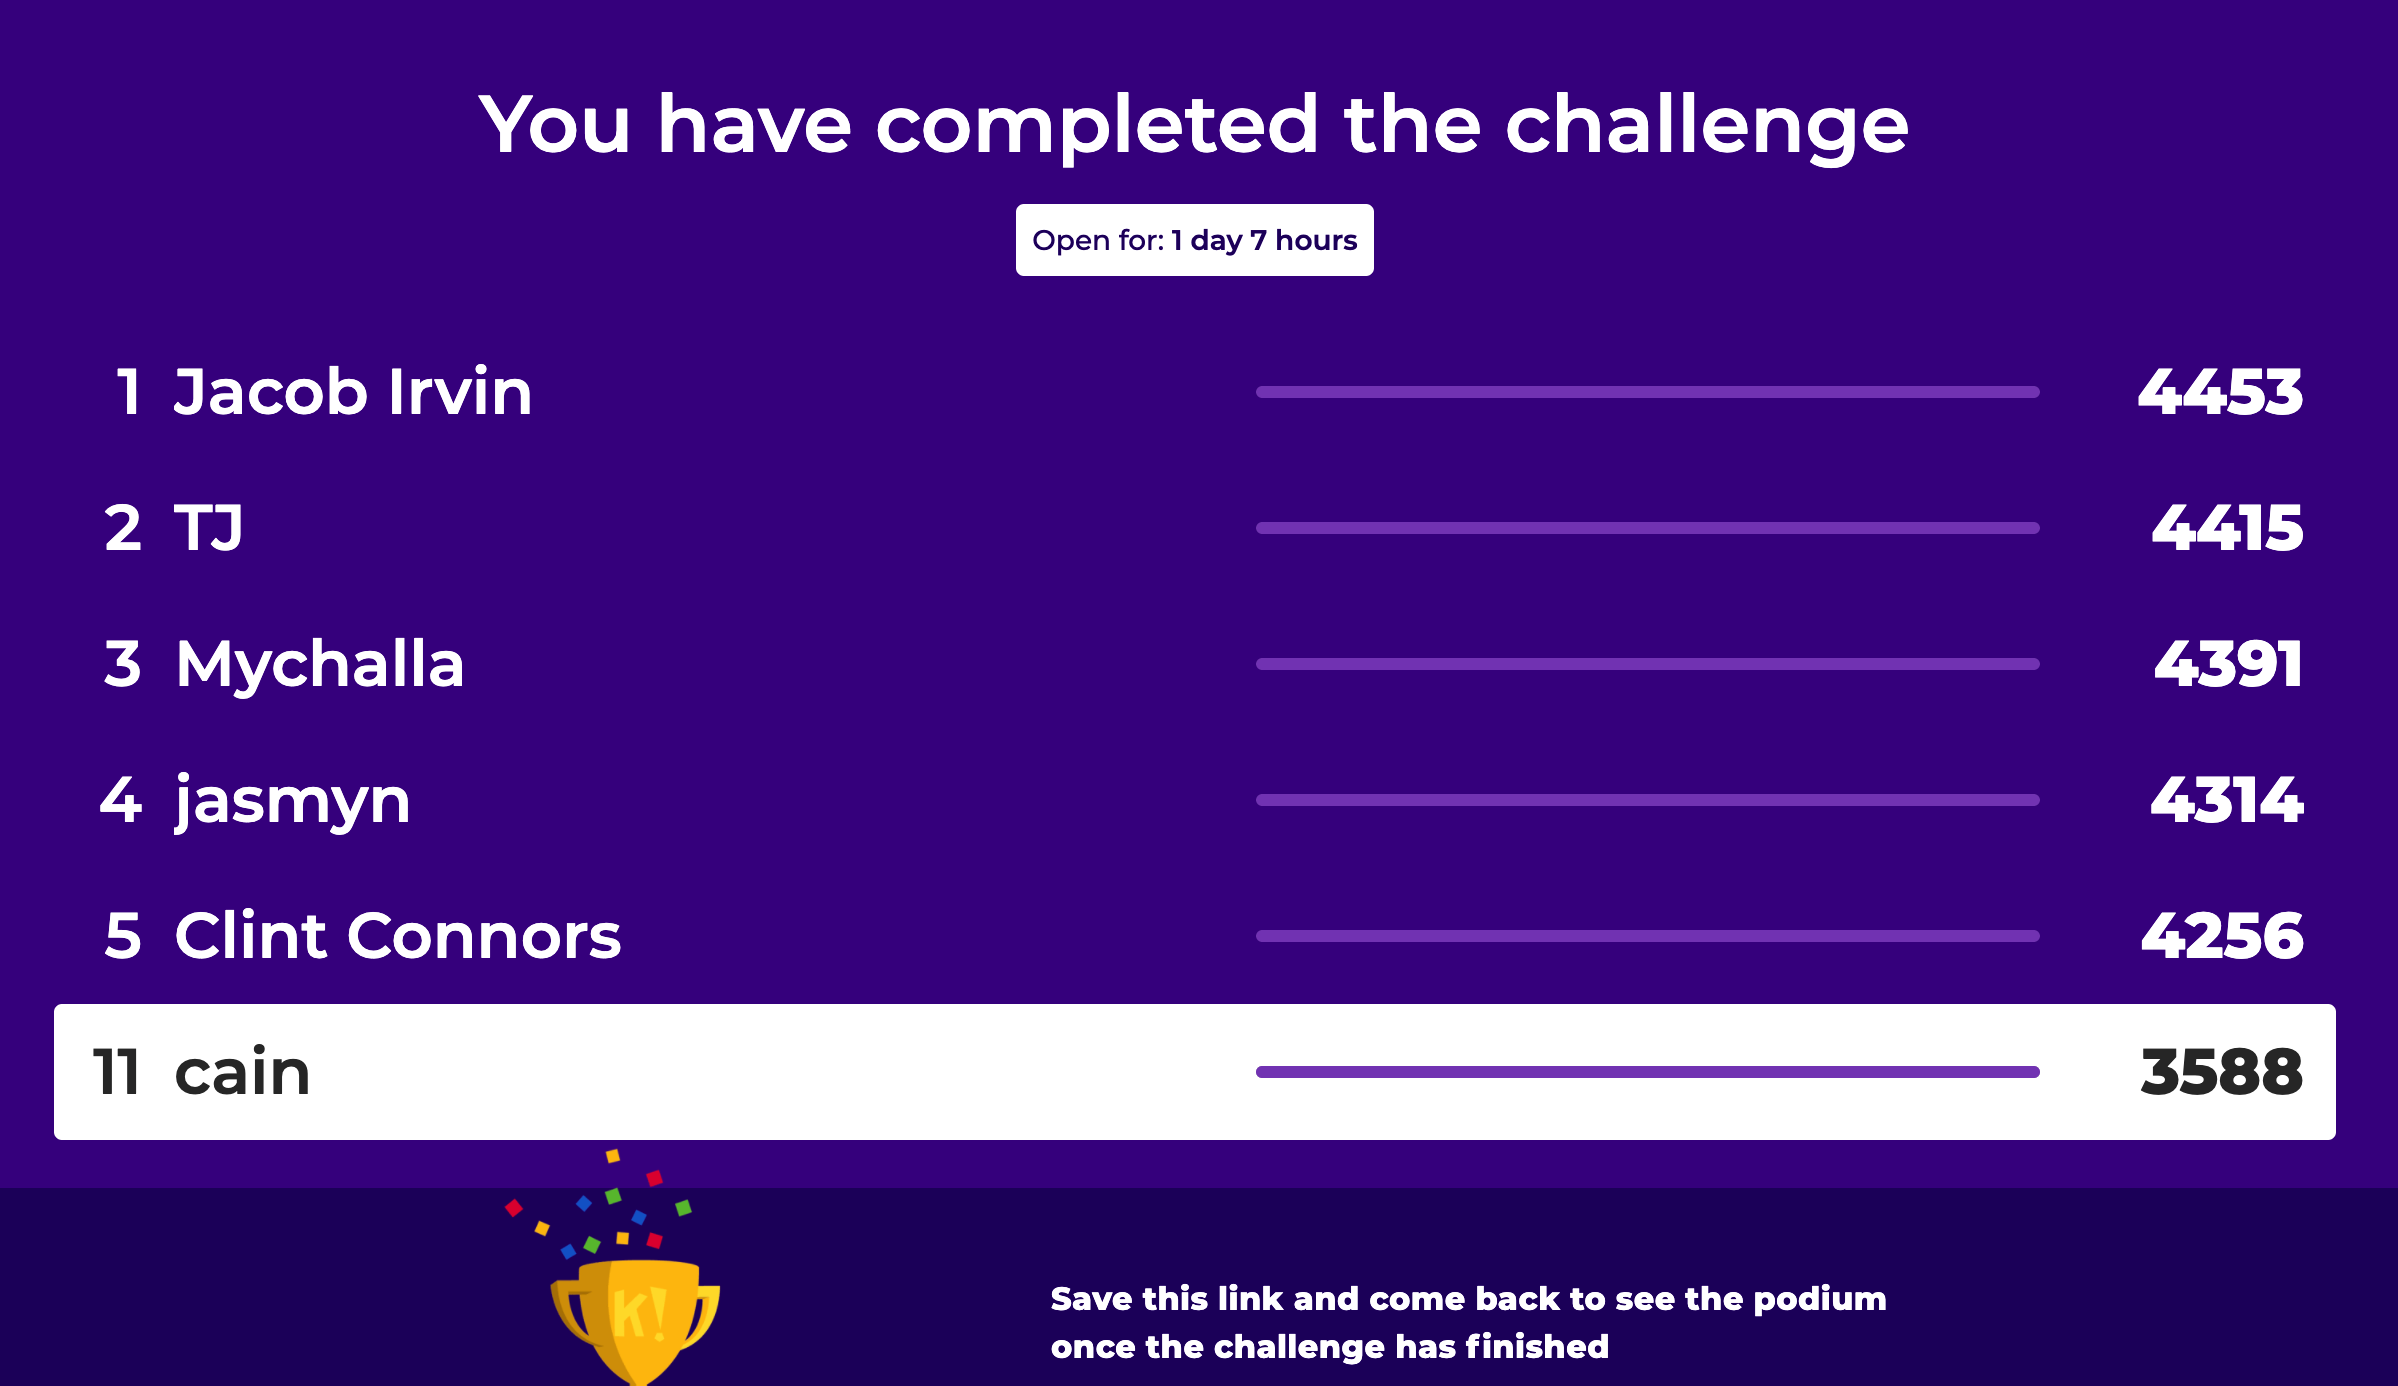 You have completed the challenge
Open for: 1 day 7 hours
1 Jacob Irvin 4453
2 TJ 4415
3 Mychalla 4391
4 jasmyn 4314
5 Clint Connors 4256
11 cain 3588
K!
Save this link and come back to see the podium
once the challenge has finished